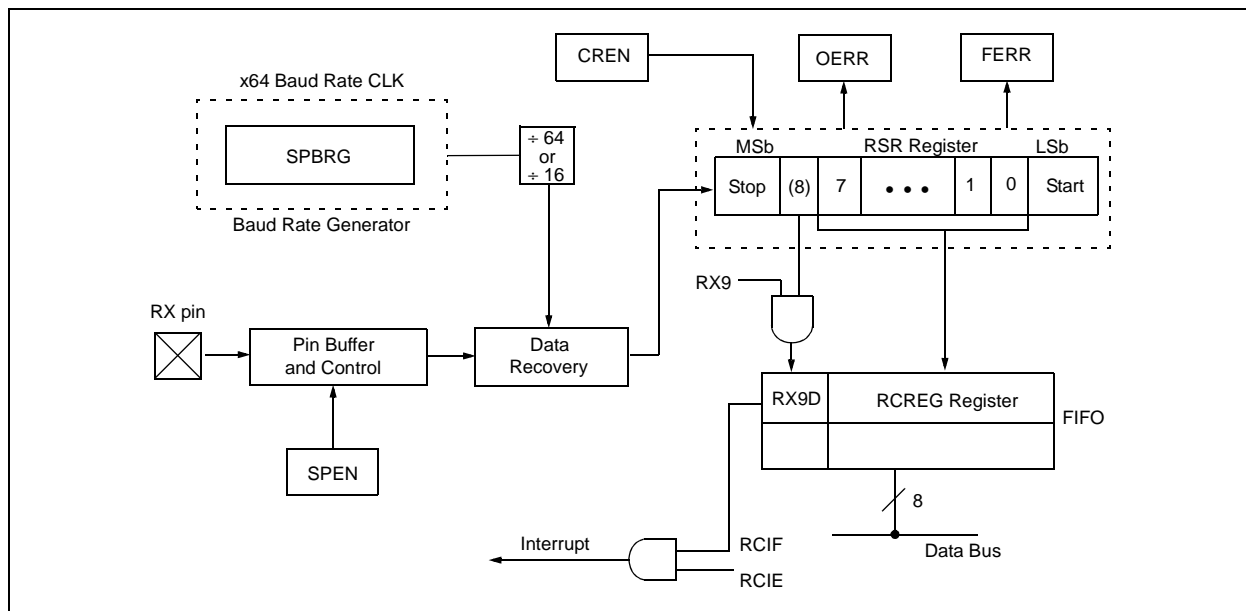 CREN
OERR
FERR
x64 Baud Rate CLK
SPBRG
÷ 64
or
÷ 16
Baud Rate Generator
MSb
RSR Register
LSb
Stop
(8)
7
• • •
1
0
Start
RX9
RX pin
Pin Buffer
and Control
Data
Recovery
SPEN
RX9D
RCREG Register
FIFO
8
Data Bus
Interrupt
RCIF
RCIE